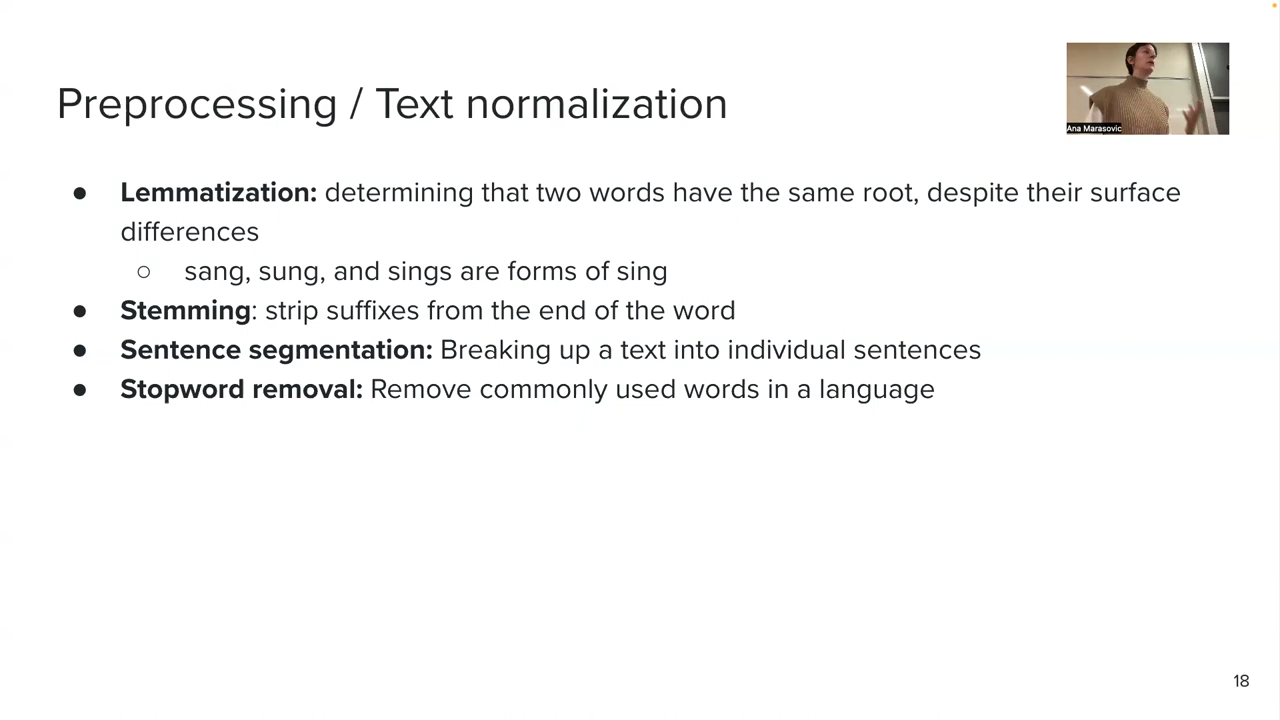 Preprocessing / Text normalization
Ana Marasovic
● Lemmatization: determining that two words have the same root, despite their surface
differences
○ sang, sung, and sings are forms of sing
● Stemming: strip suffixes from the end of the word
● Sentence segmentation: Breaking up a text into individual sentences
● Stopword removal: Remove commonly used words in a language
18